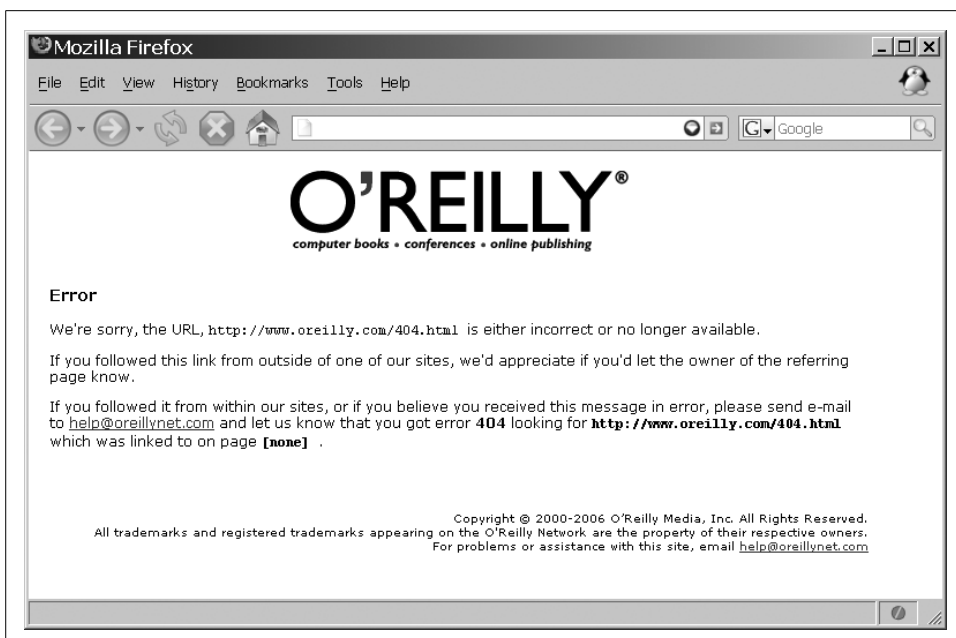 Mozilla Firefox
File Edit View History Bookmarks Tools Help
G Google
O'REILLY®
computer books • conferences • online publishing
Error
We're sorry, the URL, http://www.oreilly.com/404.html is either incorrect or no longer available.
If you followed this link from outside of one of our sites, we'd appreciate if you'd let the owner of the referring
page know.
If you followed it from within our sites, or if you believe you received this message in error, please send e-mail
to help@oreillynet.com and let us know that you got error 404 looking for http://www.oreilly.com/404.html
which was linked to on page [none] .
Copyright © 2000-2006 O'Reilly Media, Inc. All Rights Reserved.
All trademarks and registered trademarks appearing on the O'Reilly Network are the property of their respective owners.
For problems or assistance with this site, email help@oreillynet.com